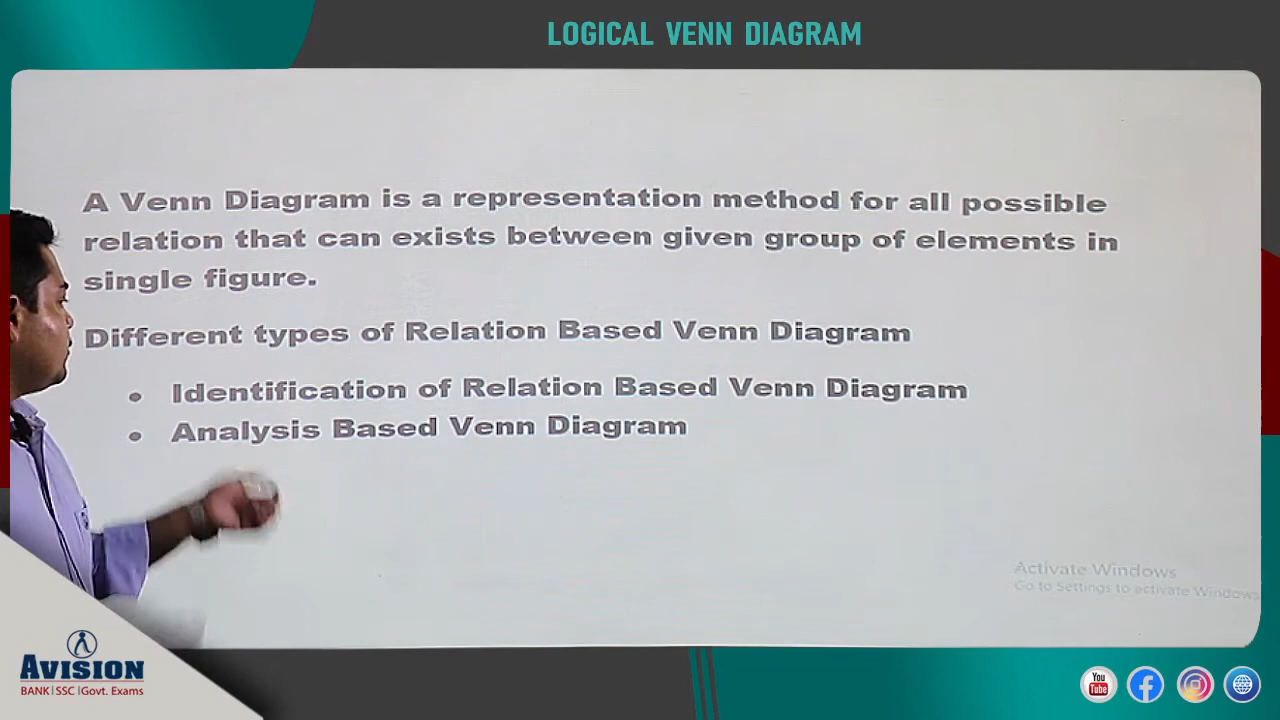 LOGICAL VENN DIAGRAM
A Venn Diagram is a representation method for all possible
relation that can exists between given group of elements in
single figure.
Different types of Relation Based Venn Diagram
• Identification of Relation Based Venn Diagram
• Analysis Based Venn Diagram
Activate Windows
Go to Settings to activate Windows
AVISION
BANK|SSC|Govt. Exams
You
Tube